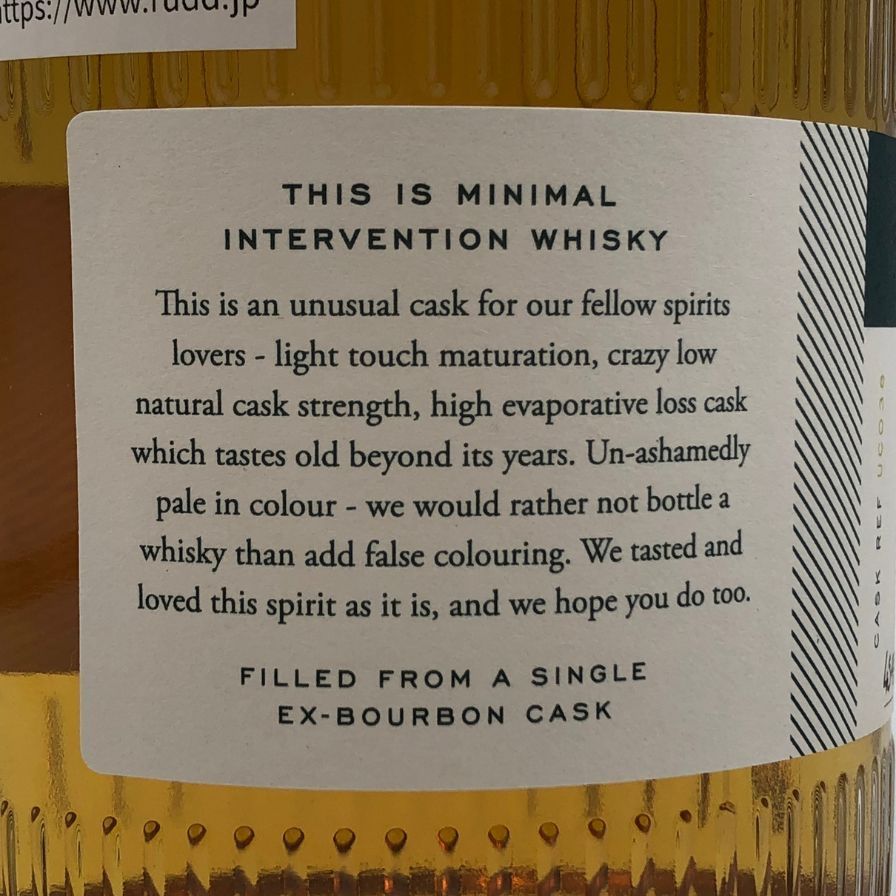 https://www.rudd.jp
THIS IS MINIMAL
INTERVENTION WHISKY
This is an unusual cask for our fellow spirits
lovers - light touch maturation, crazy low
natural cask strength, high evaporative loss cask
which tastes old beyond its years. Un-ashamedly
pale in colour - we would rather not bottle a
whisky than add false colouring. We tasted and
loved this spirit as it is, and we hope you do too.
FILLED FROM A SINGLE
EX-BOURBON CASK
CASK REF